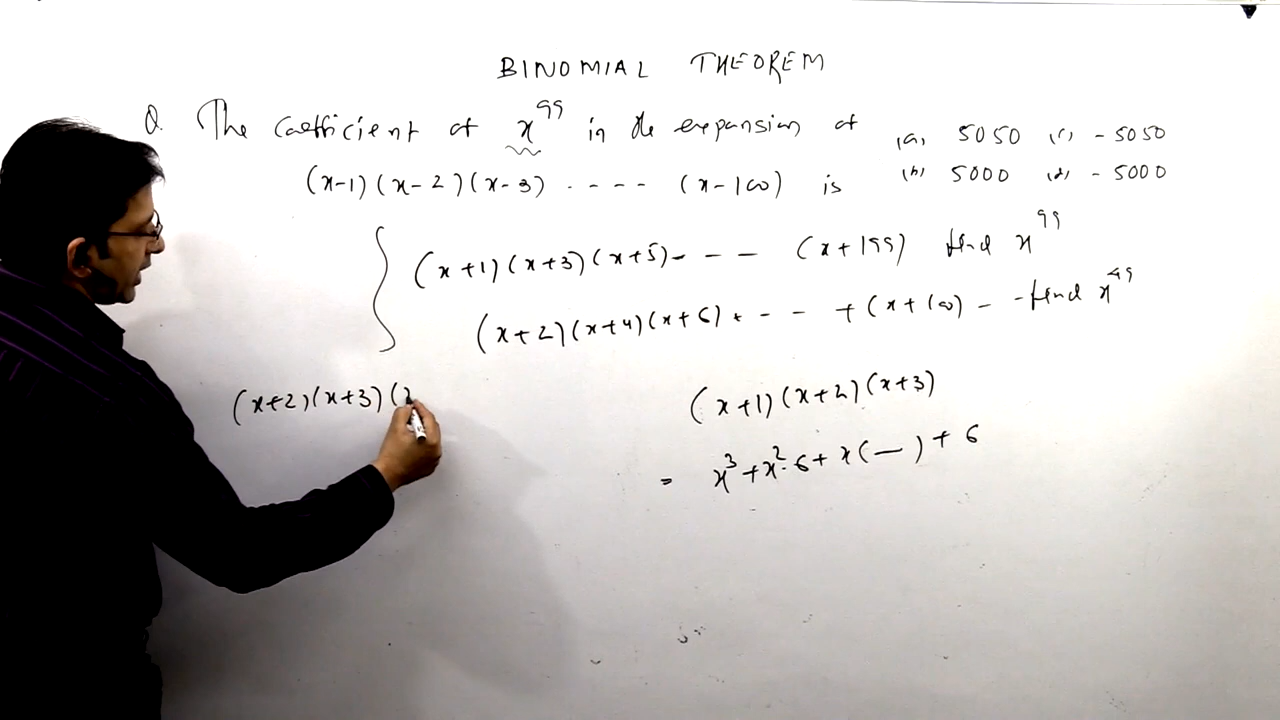 BINOMIAL THEOREM
Q. The Coefficient of x^99 in the expansion of
(x-1)(x-2)(x-3) ----- (x-100) is
(a) 5050 (c) -5050
(b) 5000 (d) -5000
(x+1)(x+3)(x+5)--- (x+199) find x^99
(x+2)(x+4)(x+6)+-- +(x+100)--find x^49
(x+2)(x+3)(
(x+1)(x+2)(x+3)
= x^3+x^2.6+x(—)+6